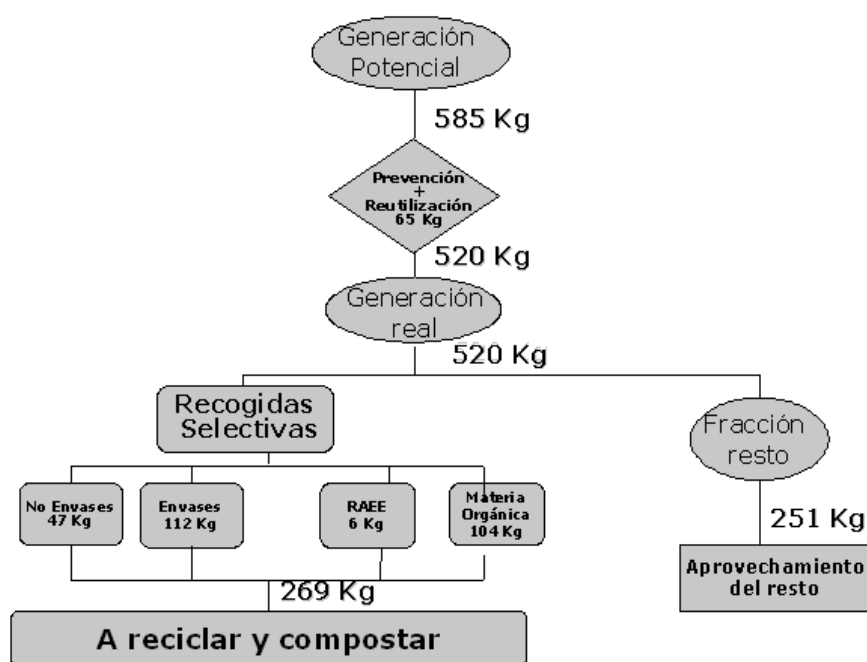 Generación
Potencial
585 Kg
Prevención
+
Reutilización
65 Kg
520 Kg
Generación
real
520 Kg
Recogidas
Selectivas
Fracción
resto
No Envases
47 Kg
Envases
112 Kg
RAEE
6 Kg
Materia
Orgánica
104 Kg
251 Kg
Aprovechamiento
del resto
269 Kg
A reciclar y compostar